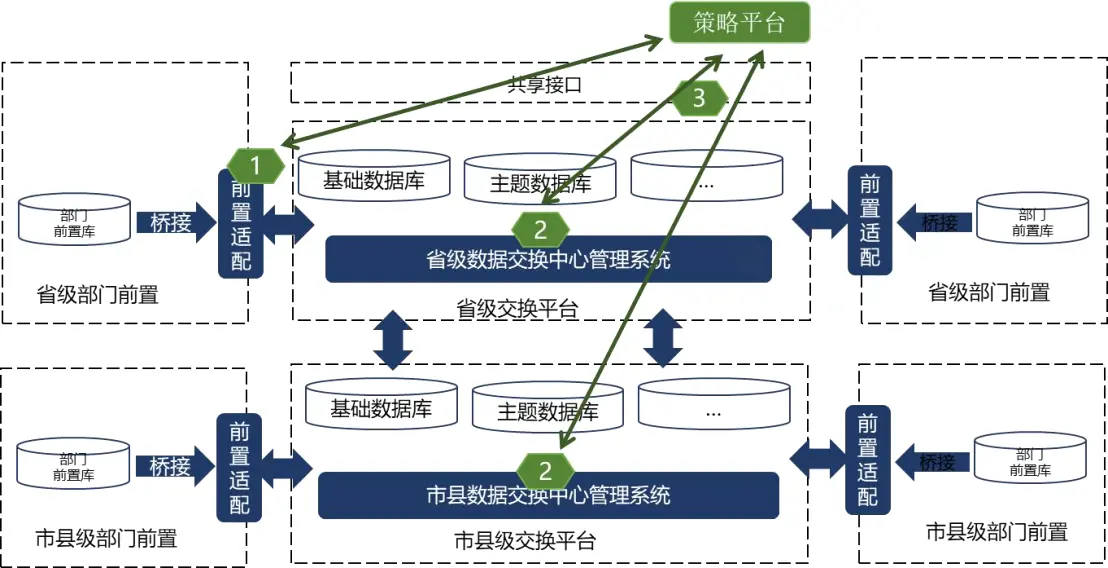 策略平台
共享接口
3
1
前置适配
基础数据库
主题数据库
...
前置适配
部门
前置库
桥接
2
桥接
部门
前置库
省级数据交换中心管理系统
省级部门前置
省级交换平台
省级部门前置
基础数据库
主题数据库
...
前置适配
前置适配
部门
前置库
桥接
2
桥接
部门
前置库
市县数据交换中心管理系统
市县级部门前置
市县级交换平台
市县级部门前置